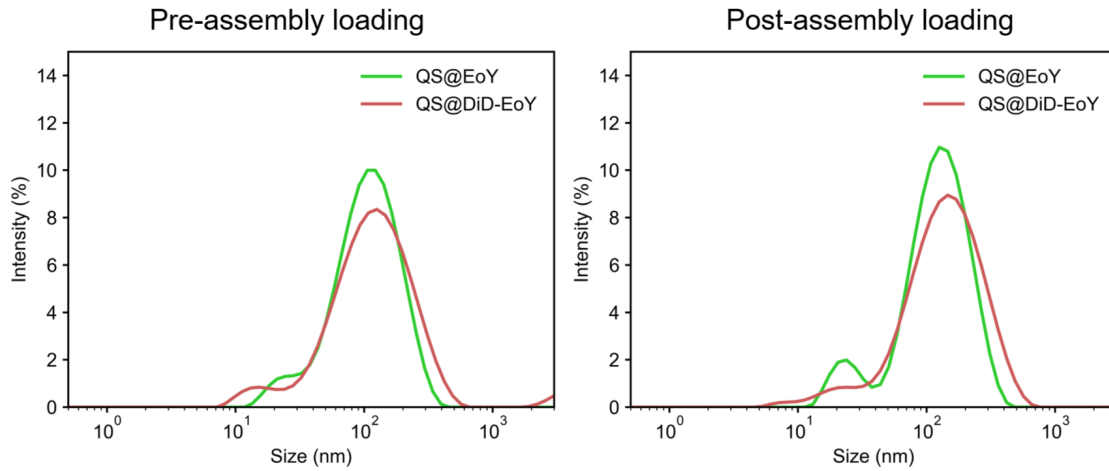 Pre-assembly loading
QS@EoY
QS@DiD-EoY
14
12
10
8
6
4
2
0
Intensity (%)
10⁰
10¹
10²
10³
Size (nm)
Post-assembly loading
QS@EoY
QS@DiD-EoY
14
12
10
8
6
4
2
0
Intensity (%)
10⁰
10¹
10²
10³
Size (nm)